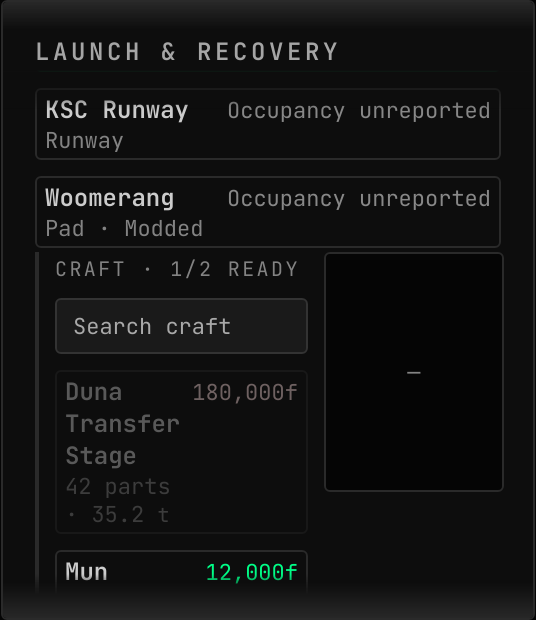 LAUNCH & RECOVERY
KSC Runway Occupancy unreported
Runway
Woomerang Occupancy unreported
Pad · Modded
CRAFT · 1/2 READY
Search craft
Duna 180,000f
Transfer
Stage
42 parts
· 35.2 t
Mun 12,000f
—